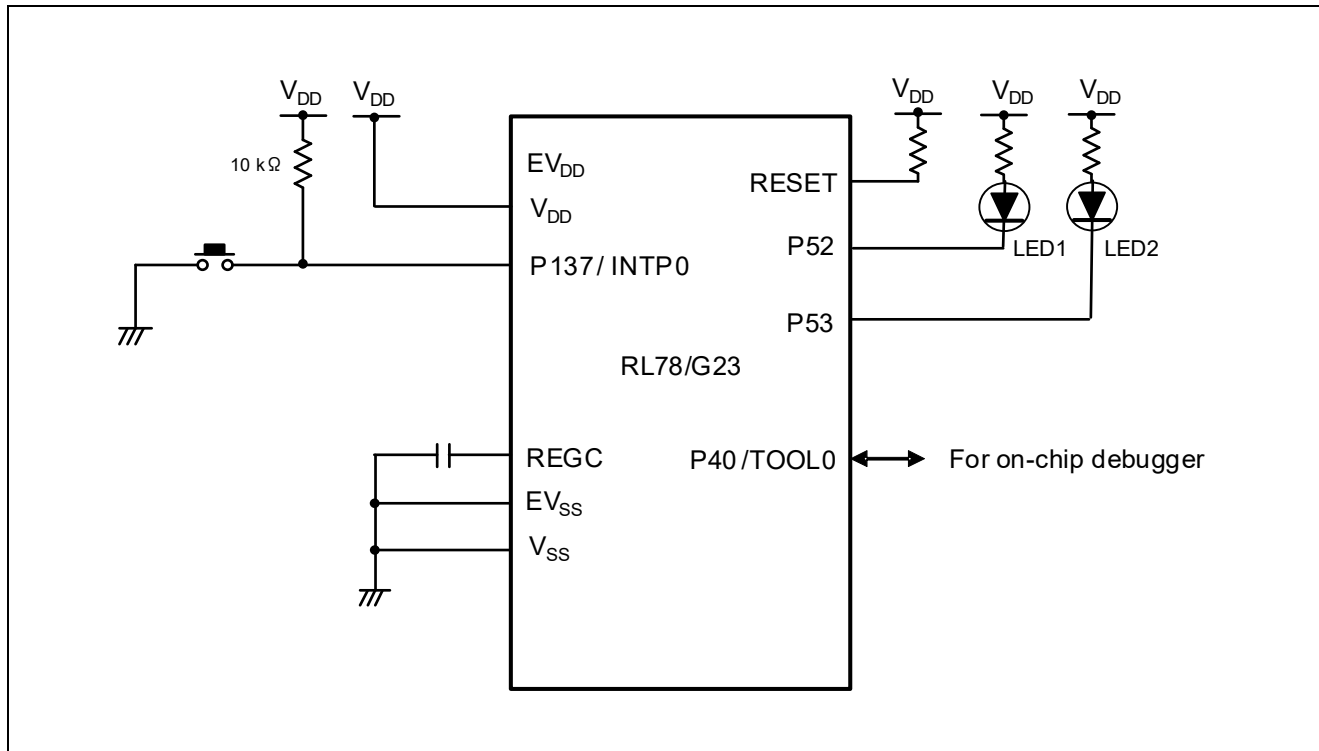 VDD
VDD
VDD
VDD
VDD
10 kΩ
EVDD
VDD
P137/ INTP0
RESET
P52
P53
LED1
LED2
RL78/G23
REGC
EVSS
VSS
P40 /TOOL0
For on-chip debugger